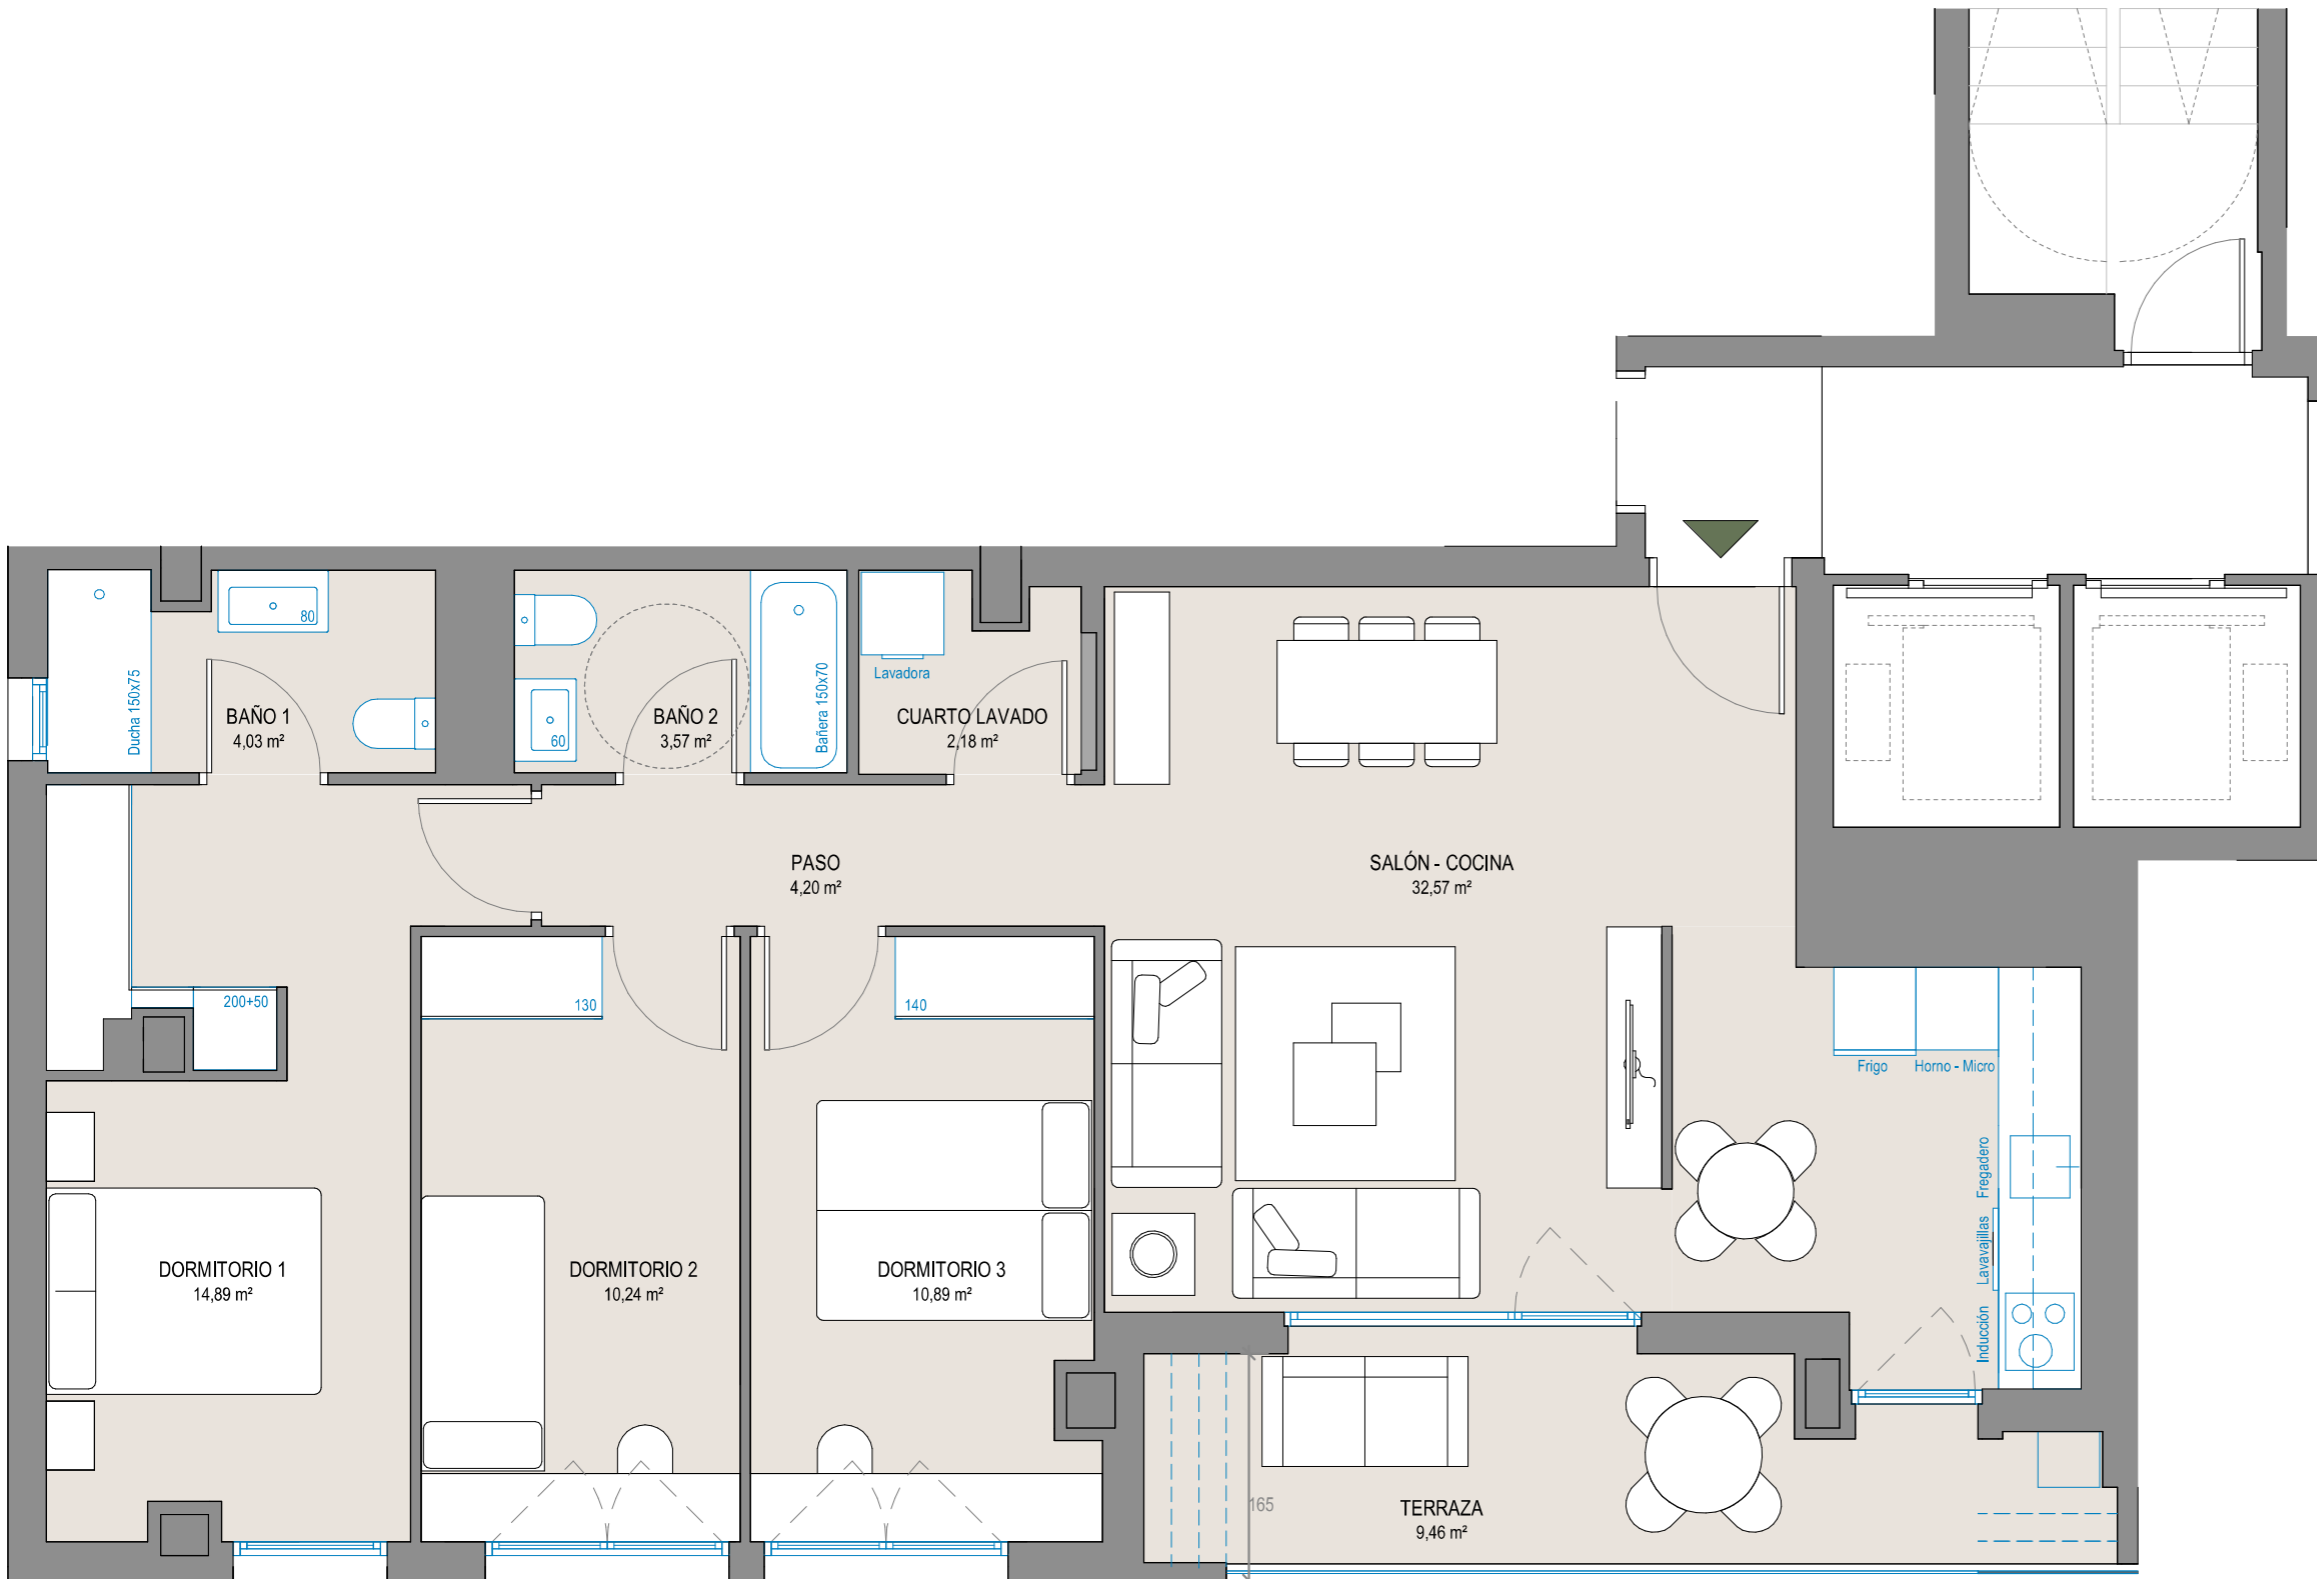 80
Ducha 150x75
BAÑO 1
4,03 m²
60
BAÑO 2
3,57 m²
Bañera 150x70
Lavadora
CUARTO LAVADO
2,18 m²
PASO
4,20 m²
SALÓN - COCINA
32,57 m²
200+50
130
140
Frigo
Horno - Micro
Fregadero
Lavavajillas
Inducción
DORMITORIO 1
14,89 m²
DORMITORIO 2
10,24 m²
DORMITORIO 3
10,89 m²
165
TERRAZA
9,46 m²